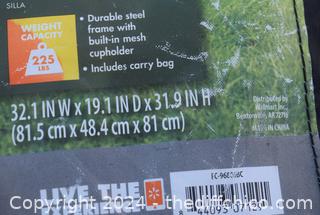 SILLA
WEIGHT
CAPACITY
225
LBS
• Durable steel
frame with
built-in mesh
cupholder
• Includes carry bag
32.1 IN W x 19.1 IN D x 31.9 IN H
(81.5 cm x 48.4 cm x 81 cm)
Distributed by
Walmart Inc.,
Bentonville, AR 72716
MADE IN CHINA
LIVE THE
Copyright 2024